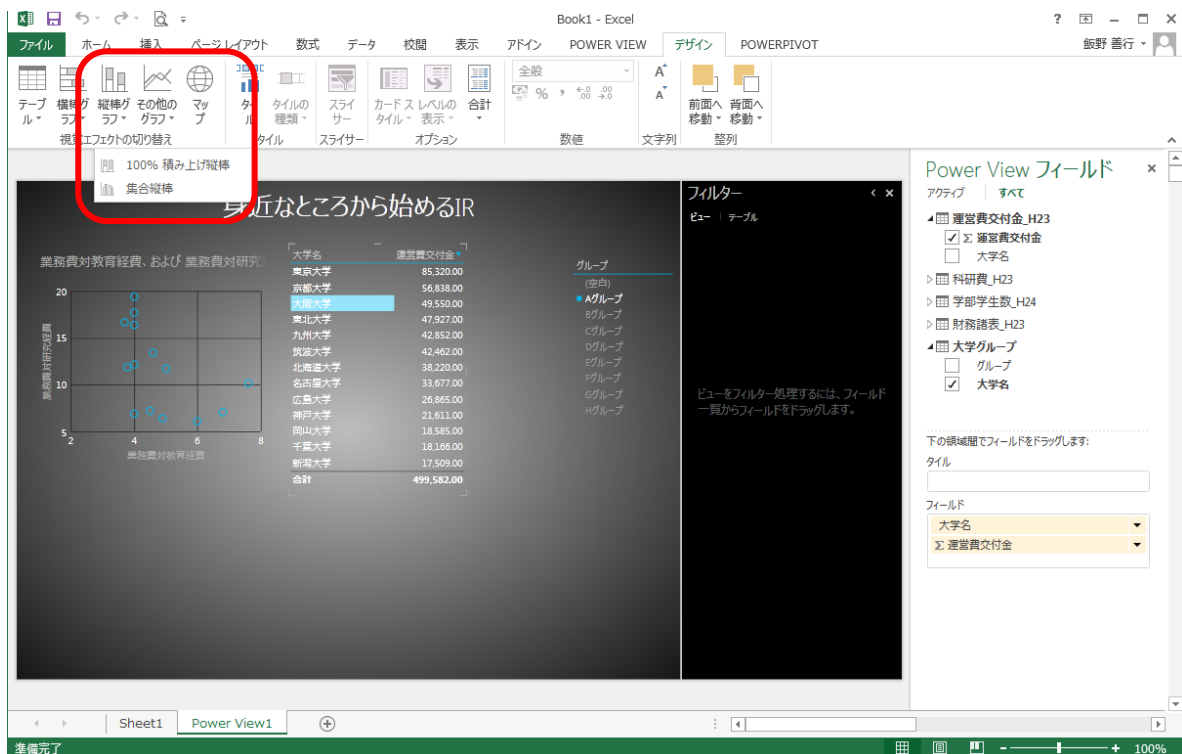 Book1 - Excel
ファイル ホーム 挿入 ページ レイアウト 数式 データ 校閲 表示 アドイン POWER VIEW デザイン POWERPIVOT 飯野 善行
テーブル 横棒グラフ 縦棒グラフ その他のグラフ マップ タイル タイルの種類 スライサー カードスタイル レベルの表示 合計 全般 % 前面へ移動 背面へ移動
視覚エフェクトの切り替え タイル スライサー オプション 数値 文字列 整列
100% 積み上げ縦棒
集合縦棒
身近なところから始めるIR
業務費対教育経費、および 業務費対研究
20
15
10
5
2 4 6 8
業務費対研究経費
業務費対教育経費
大学名 運営費交付金
東京大学 85,320.00
京都大学 56,838.00
大阪大学 49,550.00
東北大学 47,927.00
九州大学 42,852.00
筑波大学 42,462.00
北海道大学 38,220.00
名古屋大学 33,677.00
広島大学 26,865.00
神戸大学 21,611.00
岡山大学 18,585.00
千葉大学 18,166.00
新潟大学 17,509.00
合計 499,582.00
グループ
(空白)
Aグループ
Bグループ
Cグループ
Dグループ
Eグループ
Fグループ
Gグループ
Hグループ
フィルター
ビュー テーブル
ビューをフィルター処理するには、フィールド
一覧からフィールドをドラッグします。
Power View フィールド
アクティブ すべて
運営費交付金_H23
Σ 運営費交付金
大学名
科研費_H23
学部学生数_H24
財務諸表_H23
大学グループ
グループ
大学名
下の領域間でフィールドをドラッグします:
タイル
フィールド
大学名
Σ 運営費交付金
Sheet1 Power View1
準備完了 100%